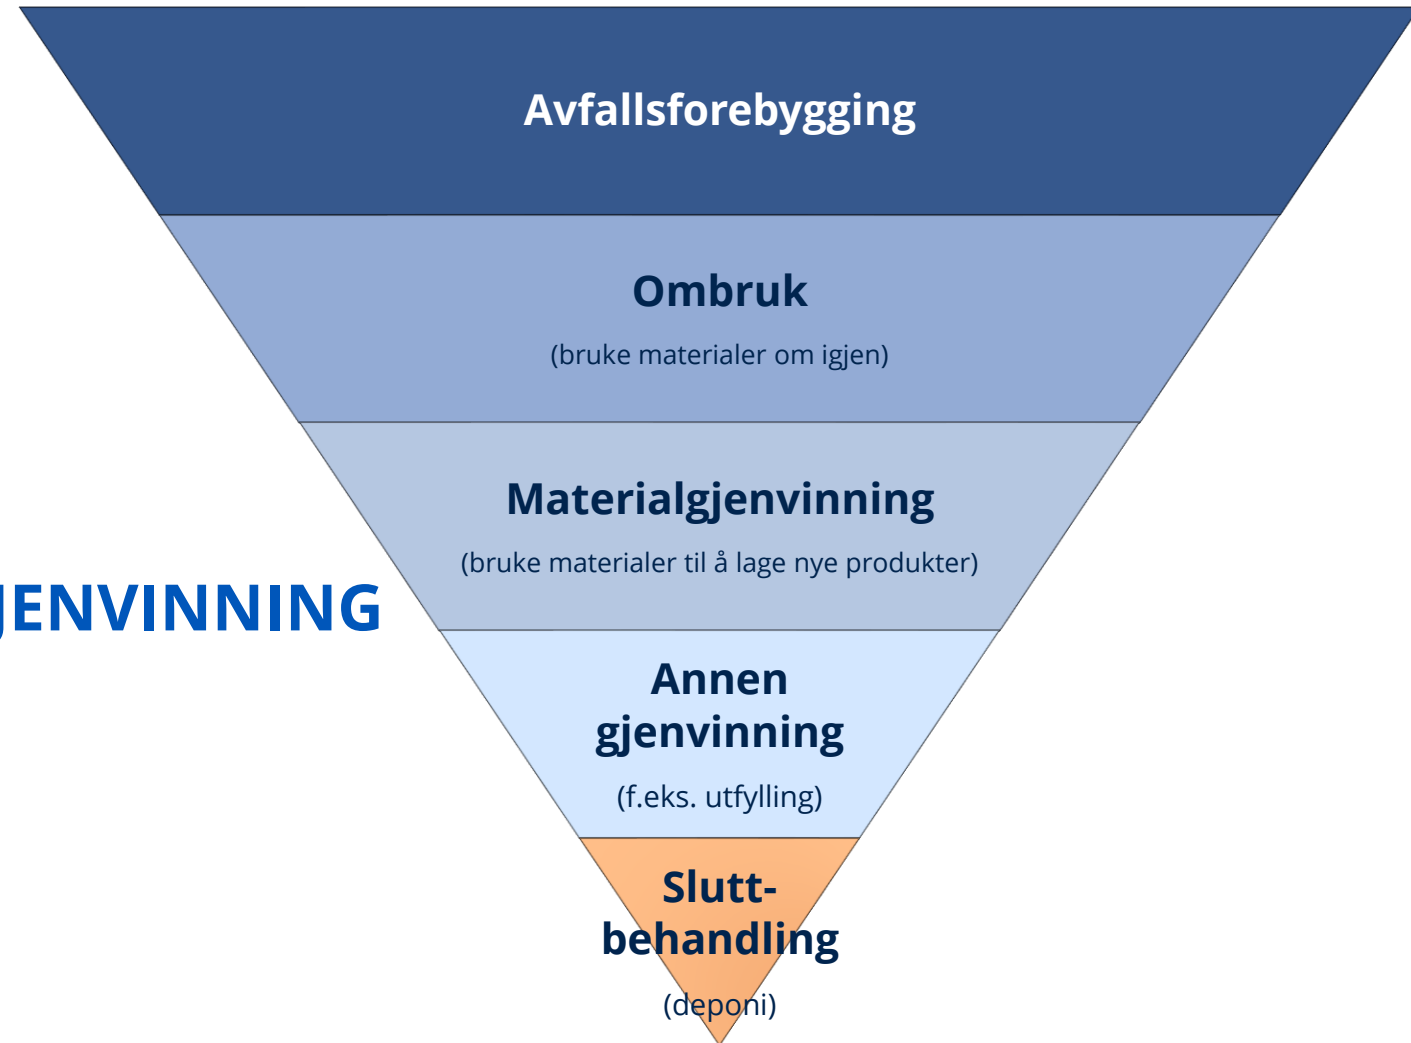 Avfallsforebygging
Ombruk
(bruke materialer om igjen)
Materialgjenvinning
(bruke materialer til å lage nye produkter)
JENVINNING
Annen
gjenvinning
(f.eks. utfylling)
Slutt-
behandling
(deponi)